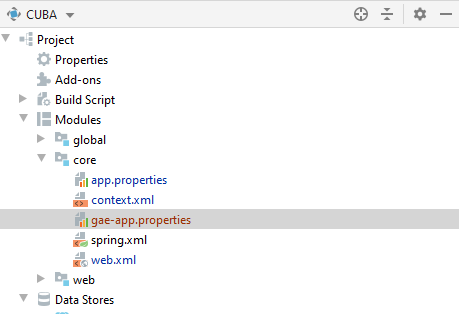 CUBA
Project
Properties
Add-ons
Build Script
Modules
global
core
app.properties
context.xml
gae-app.properties
spring.xml
web.xml
web
Data Stores